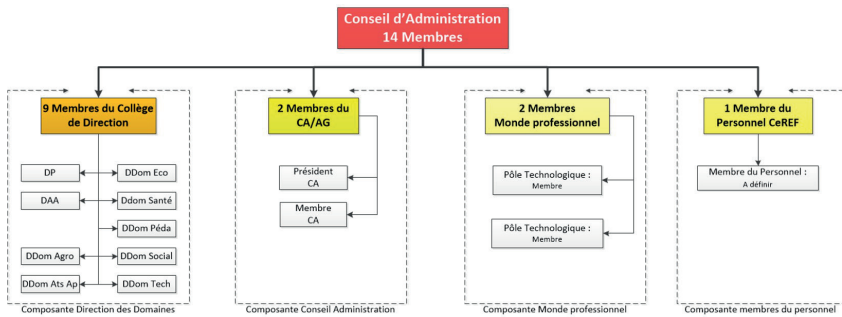 Conseil d'Administration
14 Membres
9 Membres du Collège
de Direction
DP
DDom Eco
DAA
Ddom Santé
DDom Péda
DDom Agro
DDom Social
DDom Ats Ap
DDom Tech
Composante Direction des Domaines
2 Membres du
CA/AG
Président
CA
Membre
CA
Composante Conseil Administration
2 Membres
Monde professionnel
Pôle Technologique :
Membre
Pôle Technologique :
Membre
Composante Monde professionnel
1 Membre du
Personnel CeREF
Membre du Personnel :
A définir
Composante membres du personnel